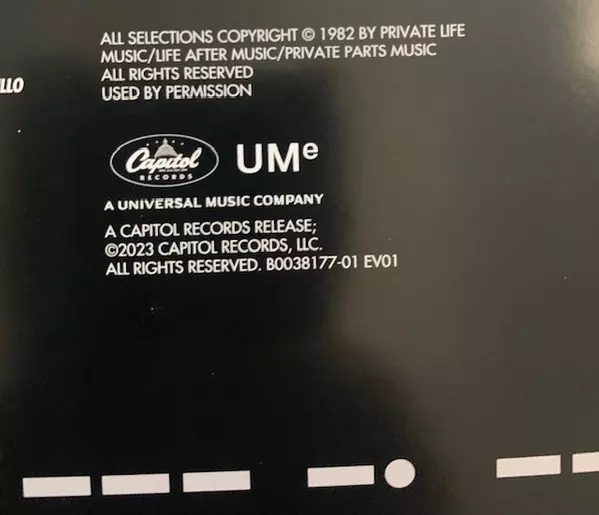 ALL SELECTIONS COPYRIGHT © 1982 BY PRIVATE LIFE
MUSIC/LIFE AFTER MUSIC/PRIVATE PARTS MUSIC
ALL RIGHTS RESERVED
USED BY PERMISSION
LLO
Capitol
RECORDS
UMe
A UNIVERSAL MUSIC COMPANY
A CAPITOL RECORDS RELEASE;
©2023 CAPITOL RECORDS, LLC.
ALL RIGHTS RESERVED. B0038177-01 EV01